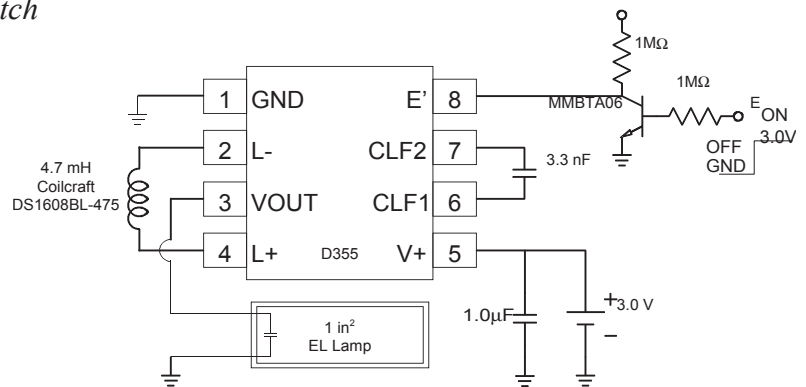 tch
1MΩ
1MΩ
MMBTA06
E
ON
3.0V
OFF
GND
1 GND
E' 8
2 L-
CLF2 7
3.3 nF
4.7 mH
Coilcraft
DS1608BL-475
3 VOUT
CLF1 6
4 L+
D355
V+ 5
1.0μF
+
3.0 V
–
1 in²
EL Lamp